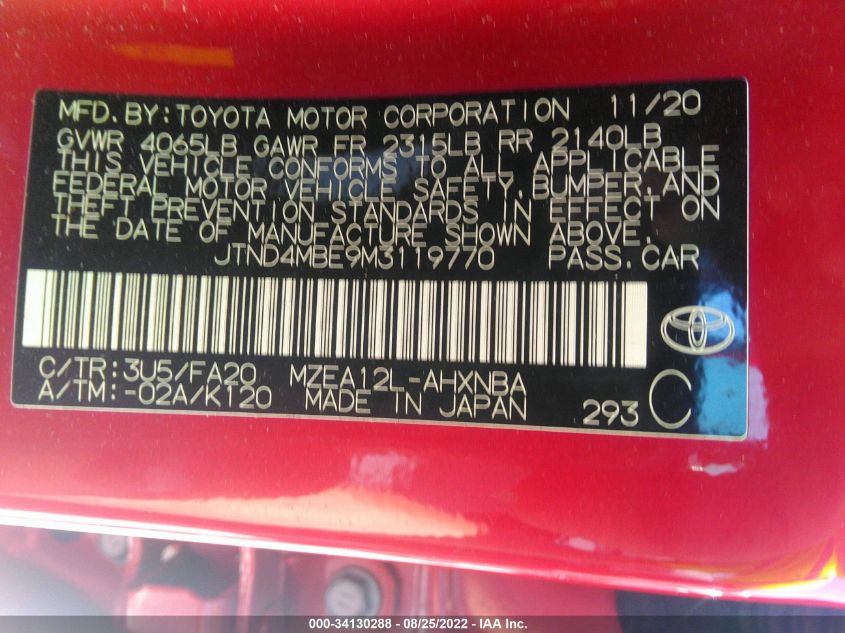 MFD. BY: TOYOTA MOTOR CORPORATION 11/20
GVWR 4065LB GAWR FR 2315LB RR 2140LB
THIS VEHICLE CONFORMS TO ALL APPLICABLE
FEDERAL MOTOR VEHICLE SAFETY, BUMPER, AND
THEFT PREVENTION STANDARDS IN EFFECT ON
THE DATE OF MANUFACTURE SHOWN ABOVE.
JTND4MBE9M3119770 PASS. CAR
C/TR: 3U5/FA20 MZEA12L-AHXNBA
A/TM: -02A/K120 MADE IN JAPAN 293 C
000-34130288 - 08/25/2022 - IAA Inc.